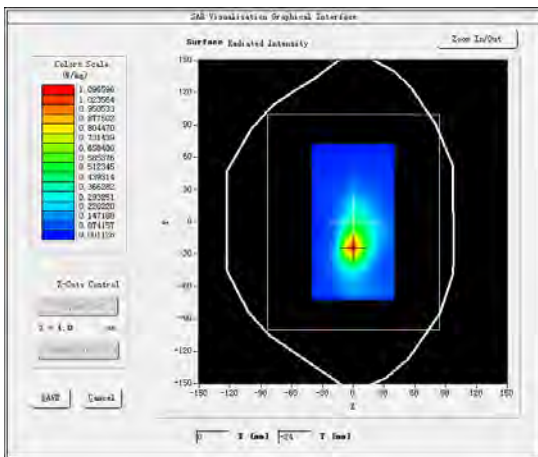 SAR Visualisation Graphical Interface
Colors Scale
(W/kg)
1.096596
1.023564
0.950533
0.877502
0.804470
0.731439
0.658408
0.585376
0.512345
0.439314
0.366282
0.293251
0.220220
0.147188
0.074157
0.001126
Surface Radiated Intensity
Zoom In/Out
150
120
90
60
30
0
-30
-60
-90
-120
-150
Y
-150 -120 -90 -60 -30 0 30 60 90 120 150
X
Z-Cuts Control
Z = 4.0
SAVE
Cancel
0 X (mm) -24 Y (mm)